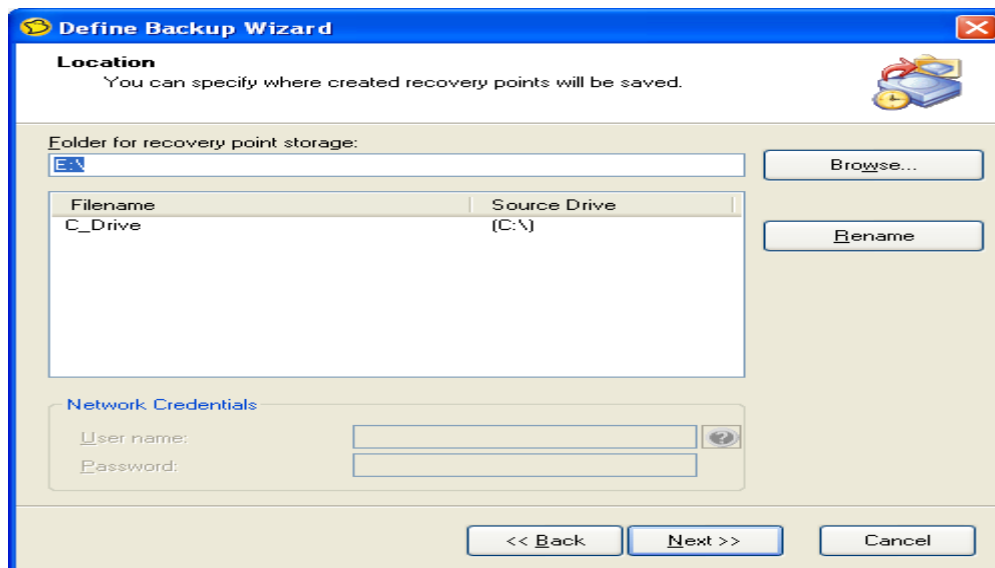 Define Backup Wizard
Location
You can specify where created recovery points will be saved.
Folder for recovery point storage:
E:\
Browse...
Filename Source Drive
C_Drive (C:\)
Rename
Network Credentials
User name:
Password:
<< Back Next >> Cancel